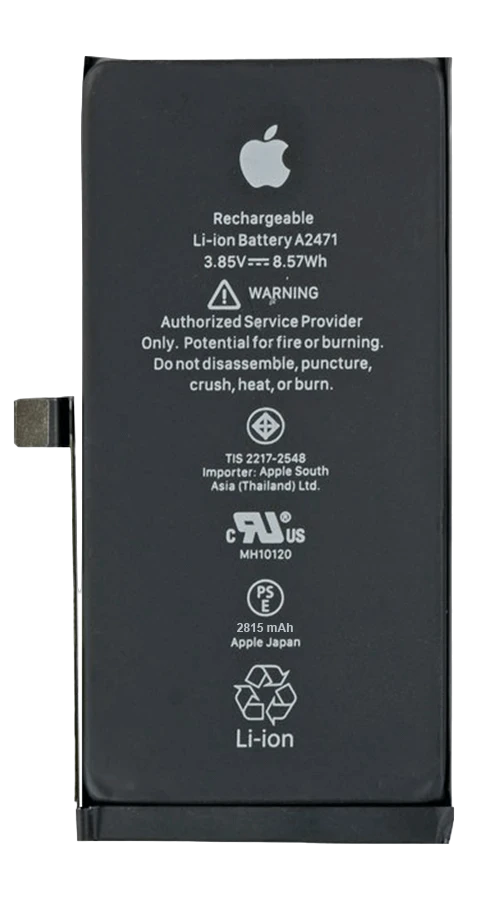 Rechargeable
Li-ion Battery A2471
3.85V⎓8.57Wh
WARNING
Authorized Service Provider
Only. Potential for fire or burning.
Do not disassemble, puncture,
crush, heat, or burn.
TIS 2217-2548
Importer: Apple South
Asia (Thailand) Ltd.
c RU® US
MH10120
PS
E
2815 mAh
Apple Japan
Li-ion